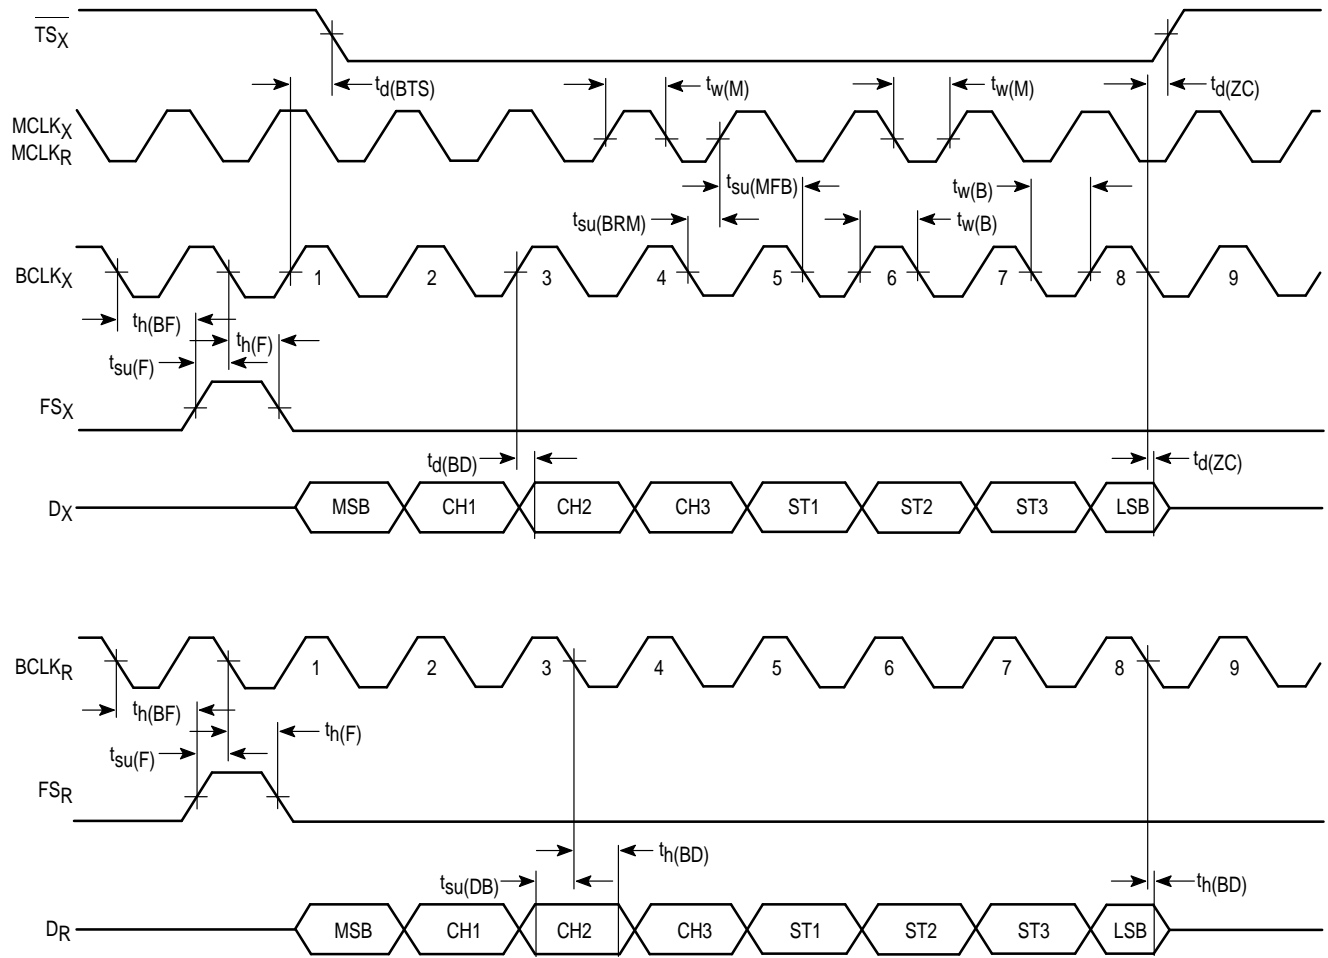 TSX
td(BTS) tw(M) tw(M) td(ZC)
MCLKX
MCLKR
tsu(MFB) tw(B)
tsu(BRM) tw(B)
BCLKX 1 2 3 4 5 6 7 8 9
th(BF) th(F)
tsu(F)
FSX
td(BD) td(ZC)
DX MSB CH1 CH2 CH3 ST1 ST2 ST3 LSB
BCLKR 1 2 3 4 5 6 7 8 9
th(BF) th(F)
tsu(F)
FSR
tsu(DB) th(BD) th(BD)
DR MSB CH1 CH2 CH3 ST1 ST2 ST3 LSB